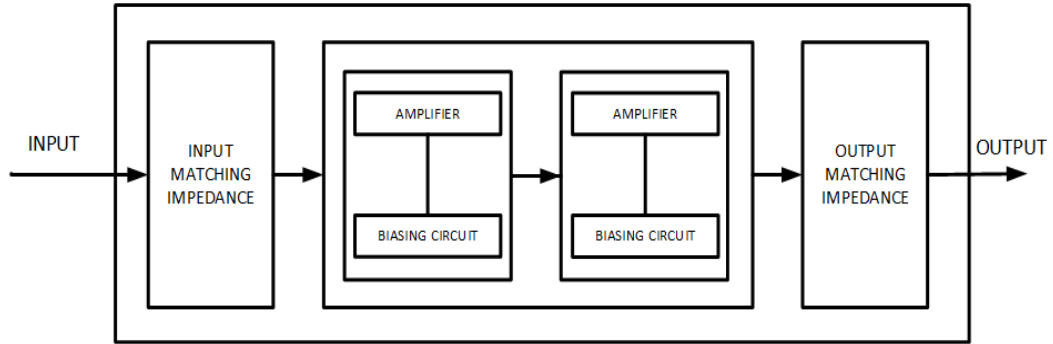 INPUT
INPUT
MATCHING
IMPEDANCE
AMPLIFIER
BIASING CIRCUIT
AMPLIFIER
BIASING CIRCUIT
OUTPUT
MATCHING
IMPEDANCE
OUTPUT